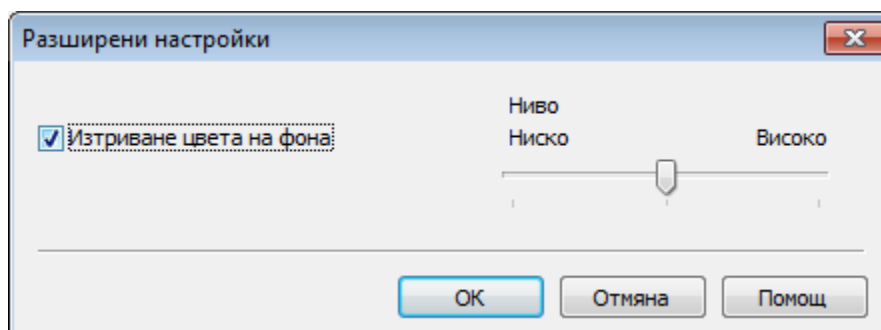 Разширени настройки
Ниво
Изтриване цвета на фона
Ниско Високо
OK Отмяна Помощ